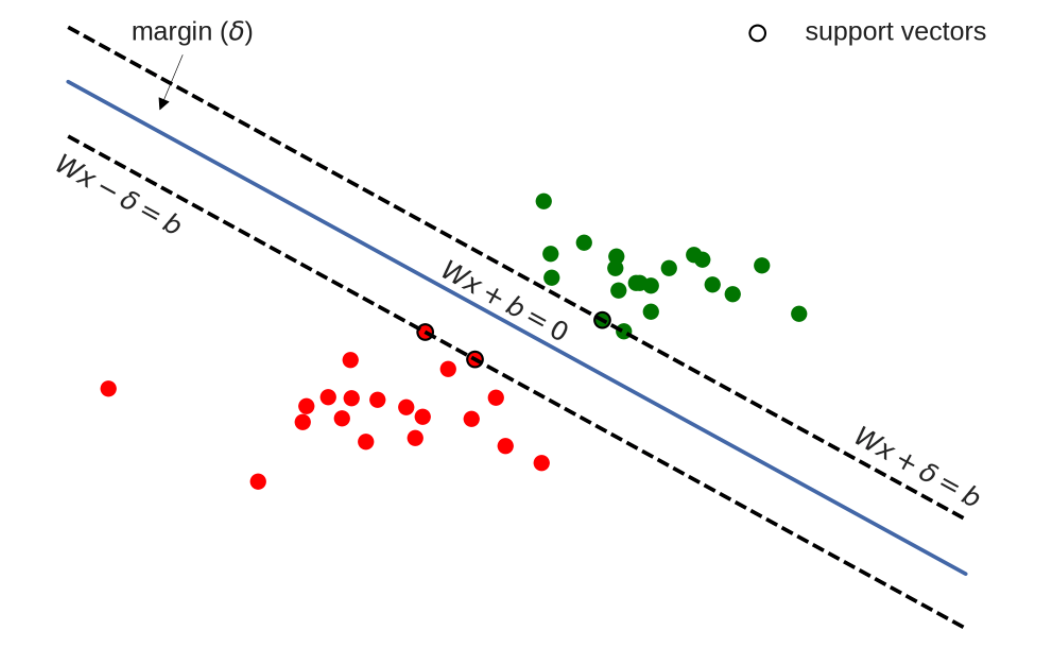 margin (δ)
support vectors
Wx − δ = b
Wx + b = 0
Wx + δ = b